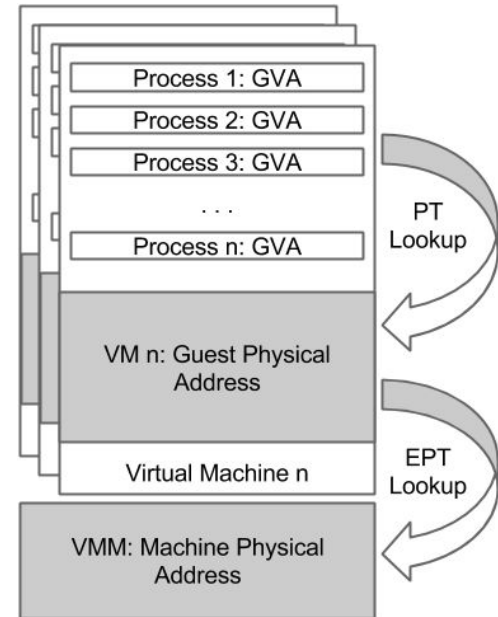 Process 1: GVA
Process 2: GVA
Process 3: GVA
. . .
Process n: GVA
PT
Lookup
VM n: Guest Physical
Address
EPT
Lookup
Virtual Machine n
VMM: Machine Physical
Address